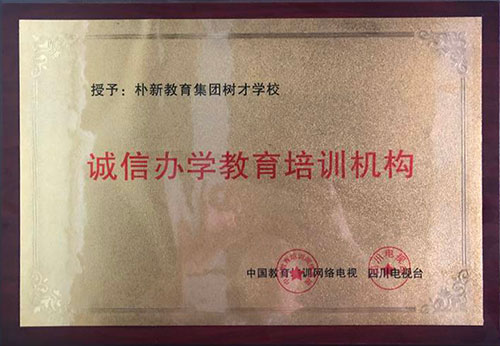 授予：朴新教育集团树才学校
诚信办学教育培训机构
中国教育培训网络电视 四川电视台